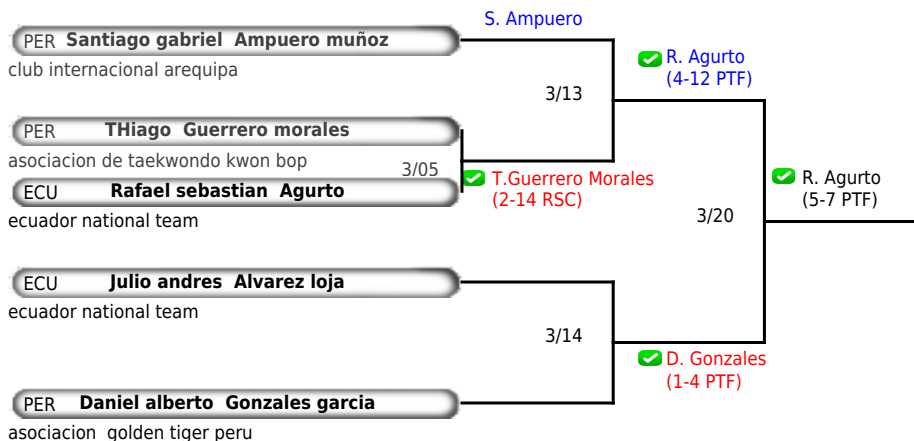 S. Ampuero
PER Santiago gabriel Ampuero muñoz
club internacional arequipa
R. Agurto
(4-12 PTF)
3/13
PER THiago Guerrero morales
asociacion de taekwondo kwon bop
3/05
T.Guerrero Morales
(2-14 RSC)
ECU Rafael sebastian Agurto
ecuador national team
R. Agurto
(5-7 PTF)
3/20
ECU Julio andres Alvarez loja
ecuador national team
3/14
D. Gonzales
(1-4 PTF)
PER Daniel alberto Gonzales garcia
asociacion golden tiger peru